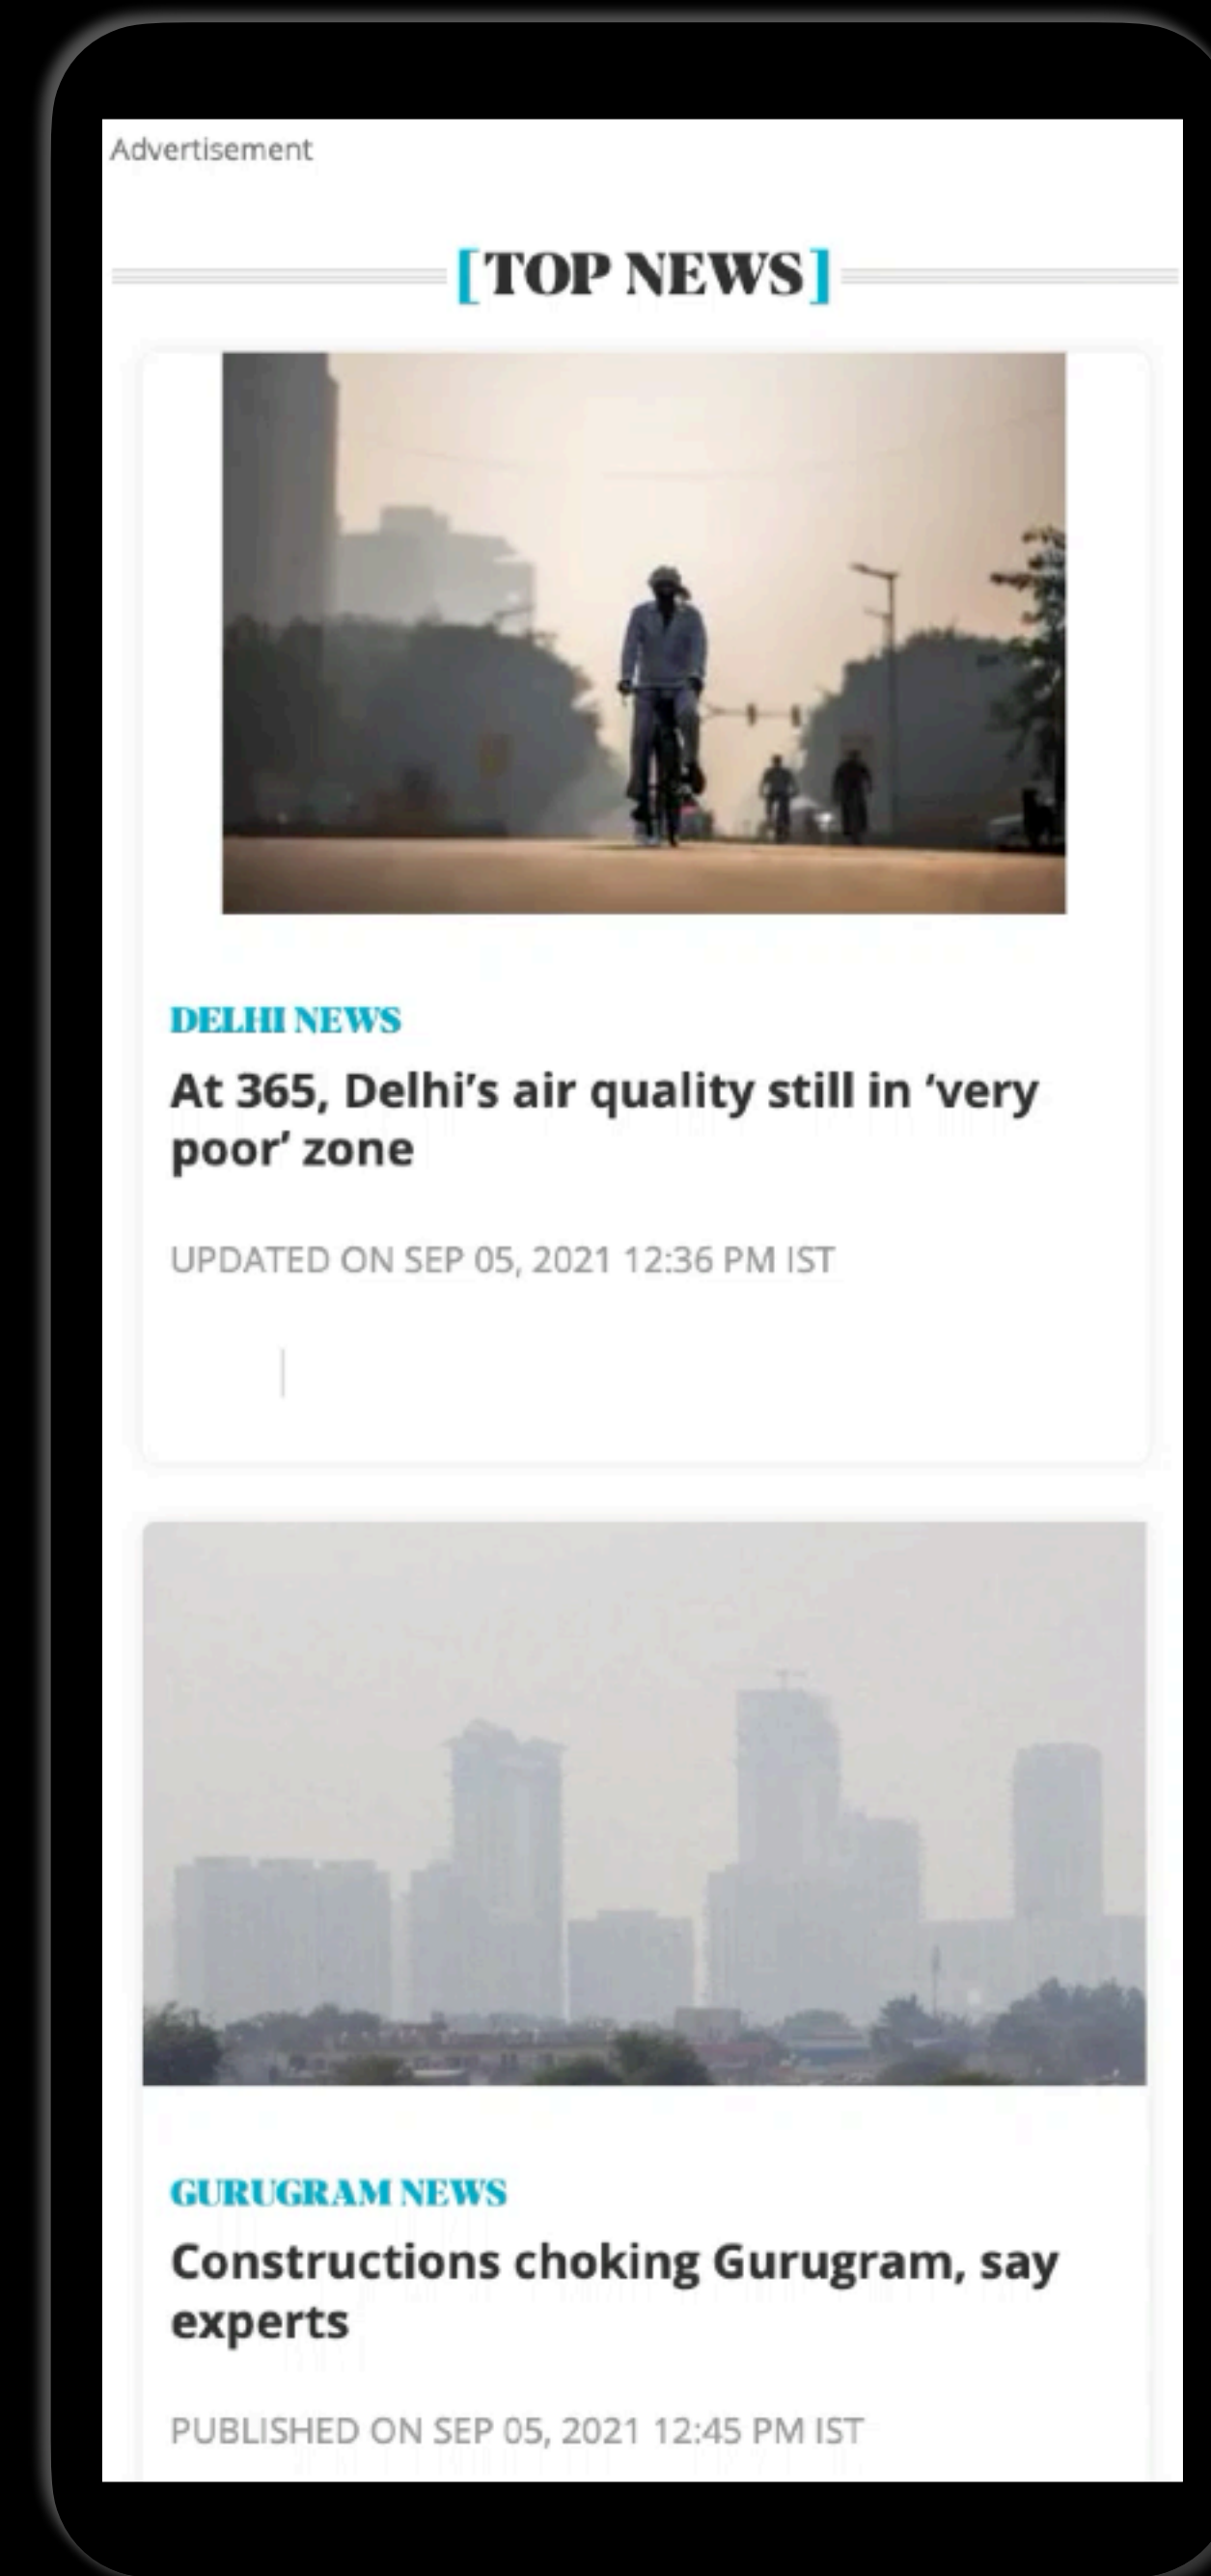 Advertisement
[TOP NEWS]
DELHI NEWS
At 365, Delhi’s air quality still in ‘very
poor’ zone
UPDATED ON SEP 05, 2021 12:36 PM IST
GURUGRAM NEWS
Constructions choking Gurugram, say
experts
PUBLISHED ON SEP 05, 2021 12:45 PM IST